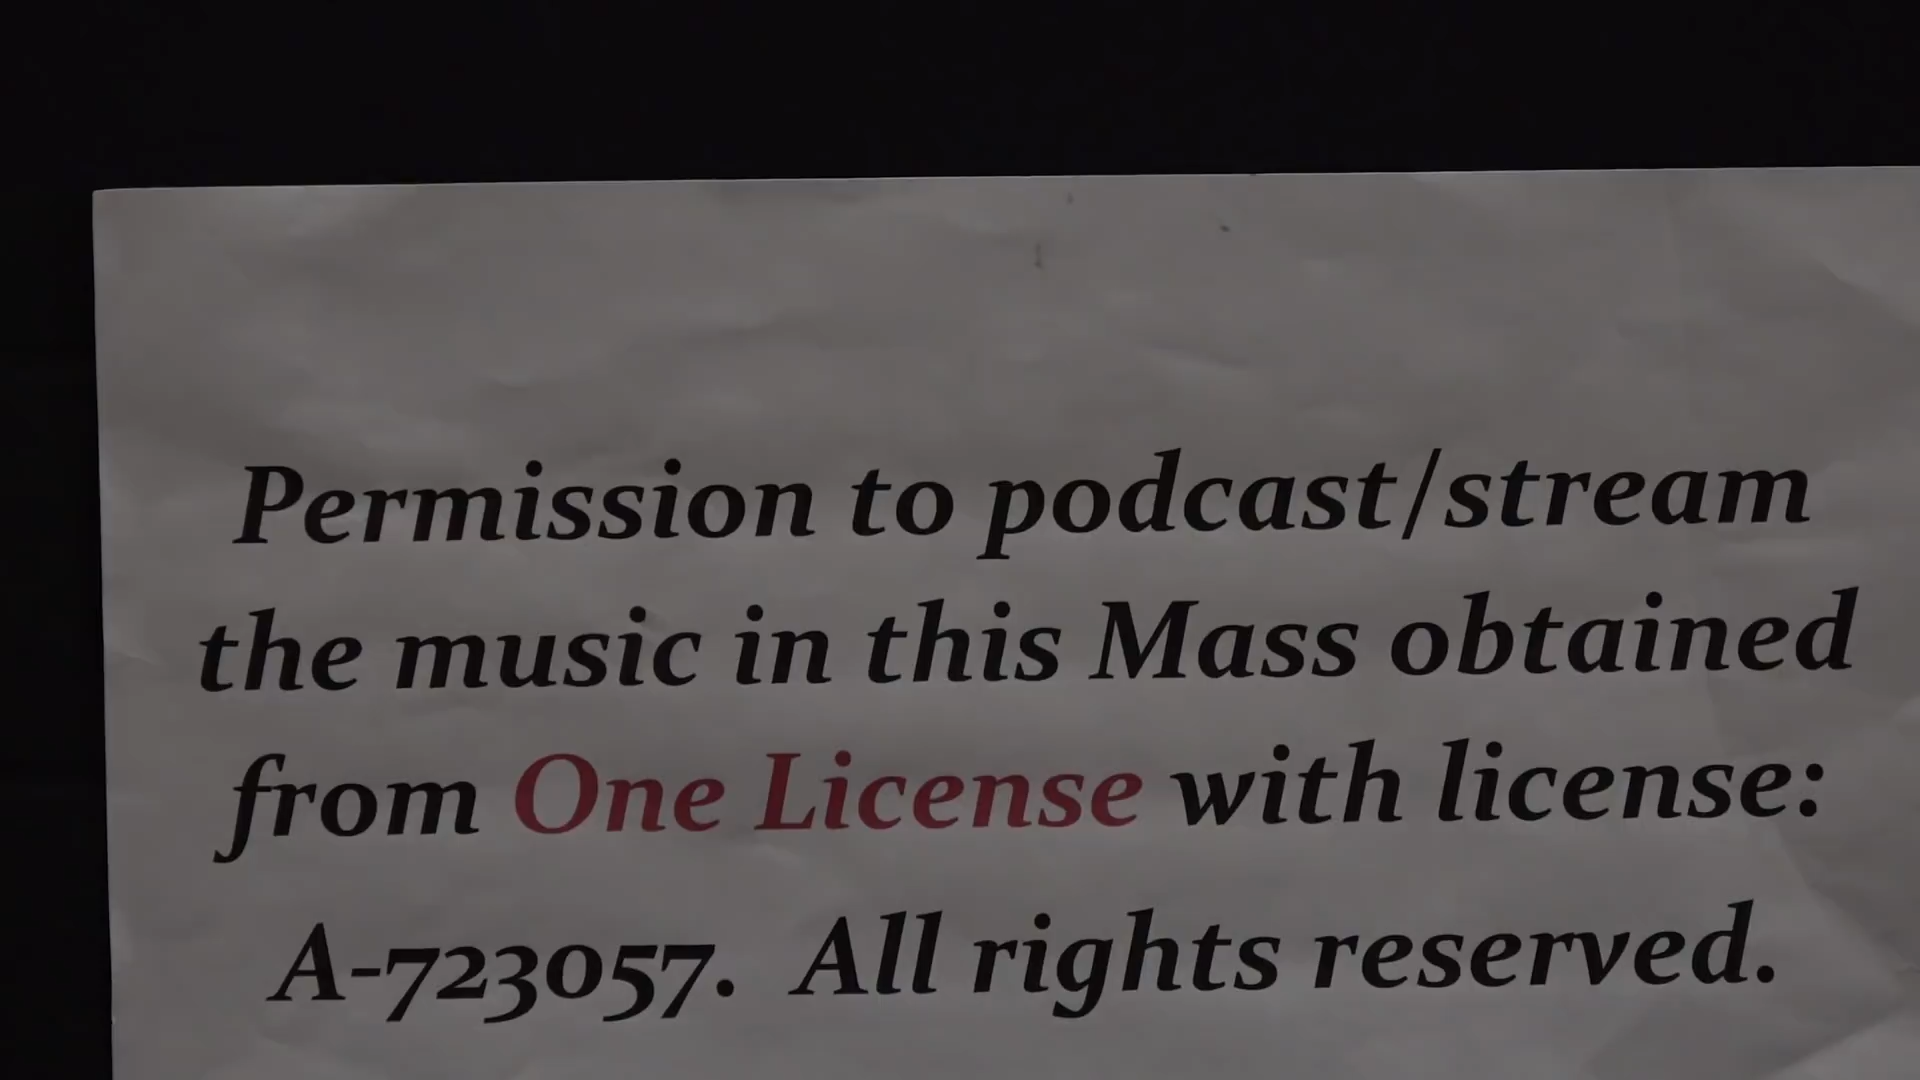 Permission to podcast/stream
the music in this Mass obtained
from One License with license:
A-723057. All rights reserved.